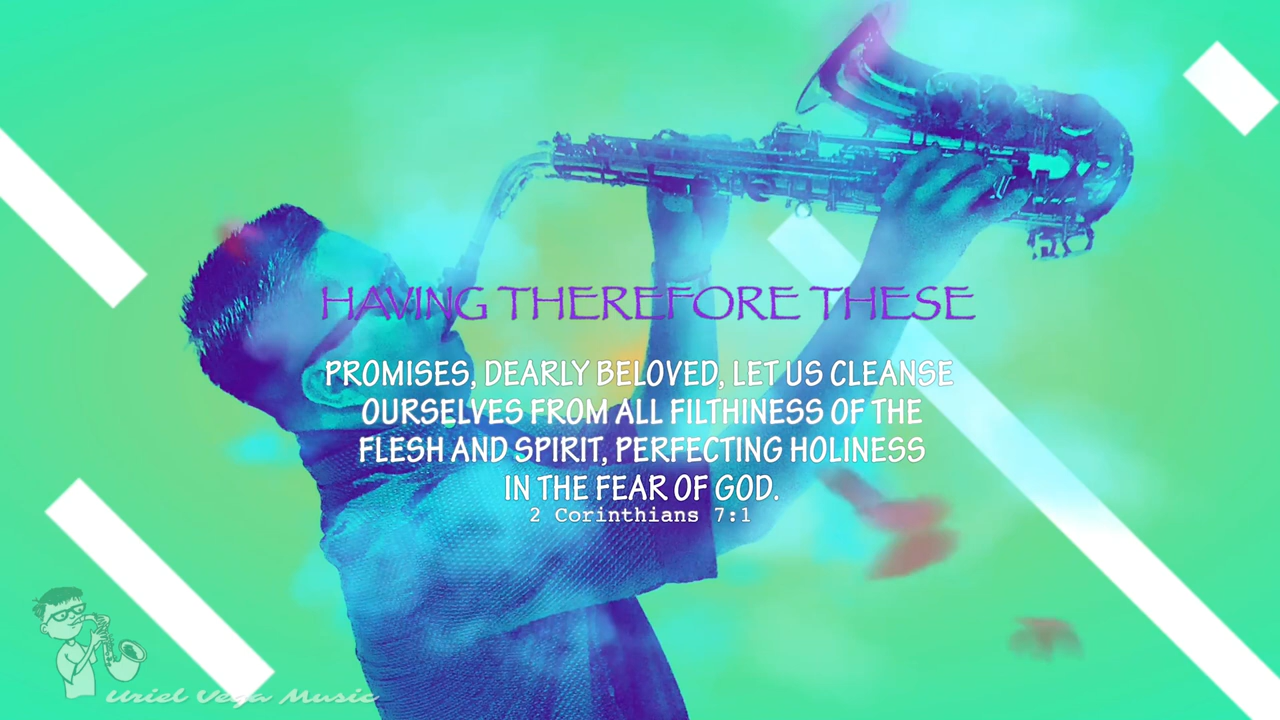 HAVING THEREFORE THESE
PROMISES, DEARLY BELOVED, LET US CLEANSE
OURSELVES FROM ALL FILTHINESS OF THE
FLESH AND SPIRIT, PERFECTING HOLINESS
IN THE FEAR OF GOD.
2 Corinthians 7:1
Uriel Vega Music